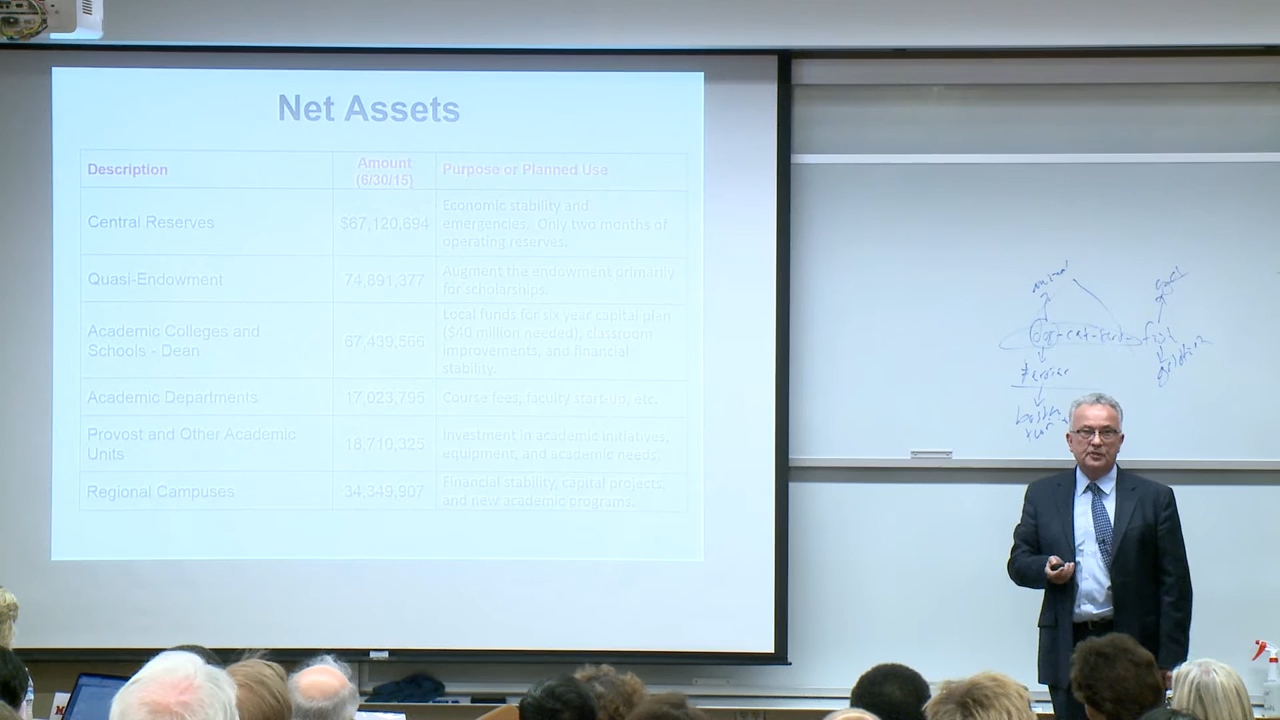 Net Assets
Description
Amount
(6/30/15)
Purpose or Planned Use
Central Reserves
$67,120,694
Economic stability and
emergencies. Only two months of
operating reserves.
Quasi-Endowment
74,891,377
Augment the endowment primarily
for scholarships.
Academic Colleges and
Schools - Dean
67,439,566
Local funds for six year capital plan
($40 million needed), classroom
improvements, and financial
stability.
Academic Departments
17,023,795
Course fees, faculty start-up, etc.
Provost and Other Academic
Units
18,710,325
Investment in academic initiatives,
equipment, and academic needs.
Regional Campuses
34,349,907
Financial stability, capital projects,
and new academic programs.